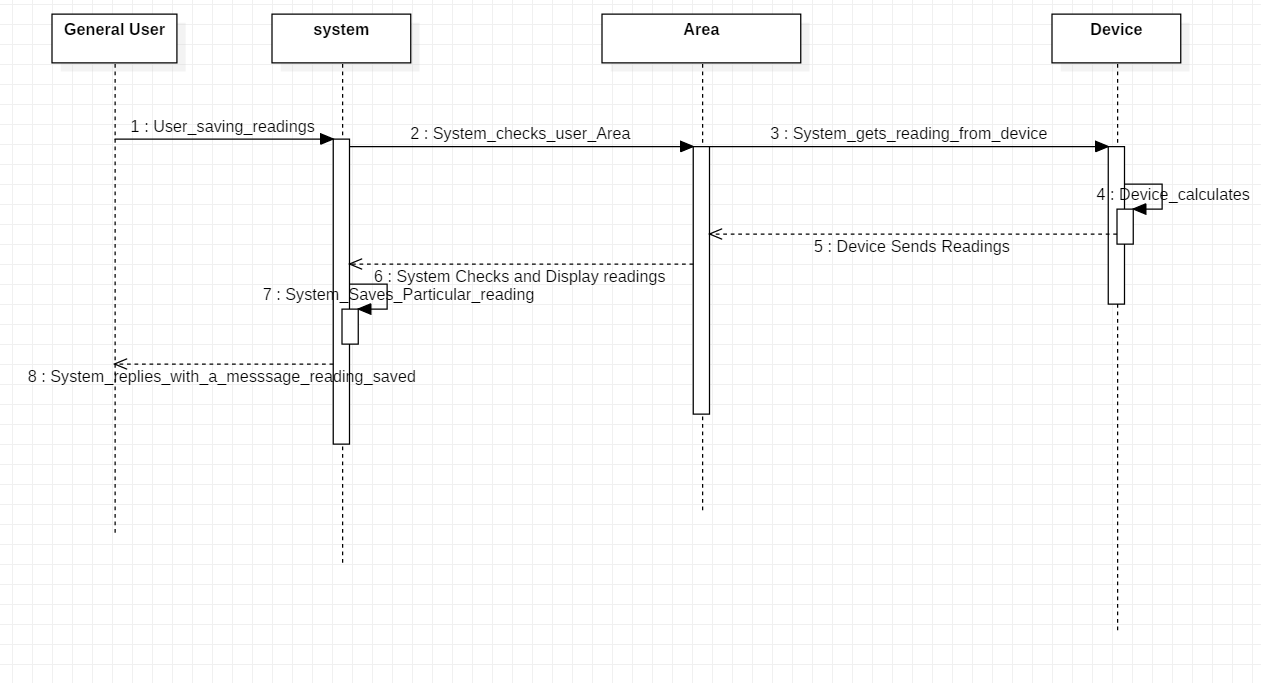 General User
system
Area
Device
1 : User_saving_readings
2 : System_checks_user_Area
3 : System_gets_reading_from_device
4 : Device_calculates
5 : Device Sends Readings
6 : System Checks and Display readings
7 : System_Saves_Particular_reading
8 : System_replies_with_a_messsage_reading_saved